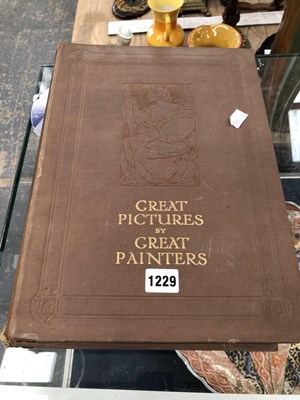 GREAT
PICTURES
BY
GREAT
PAINTERS
1229